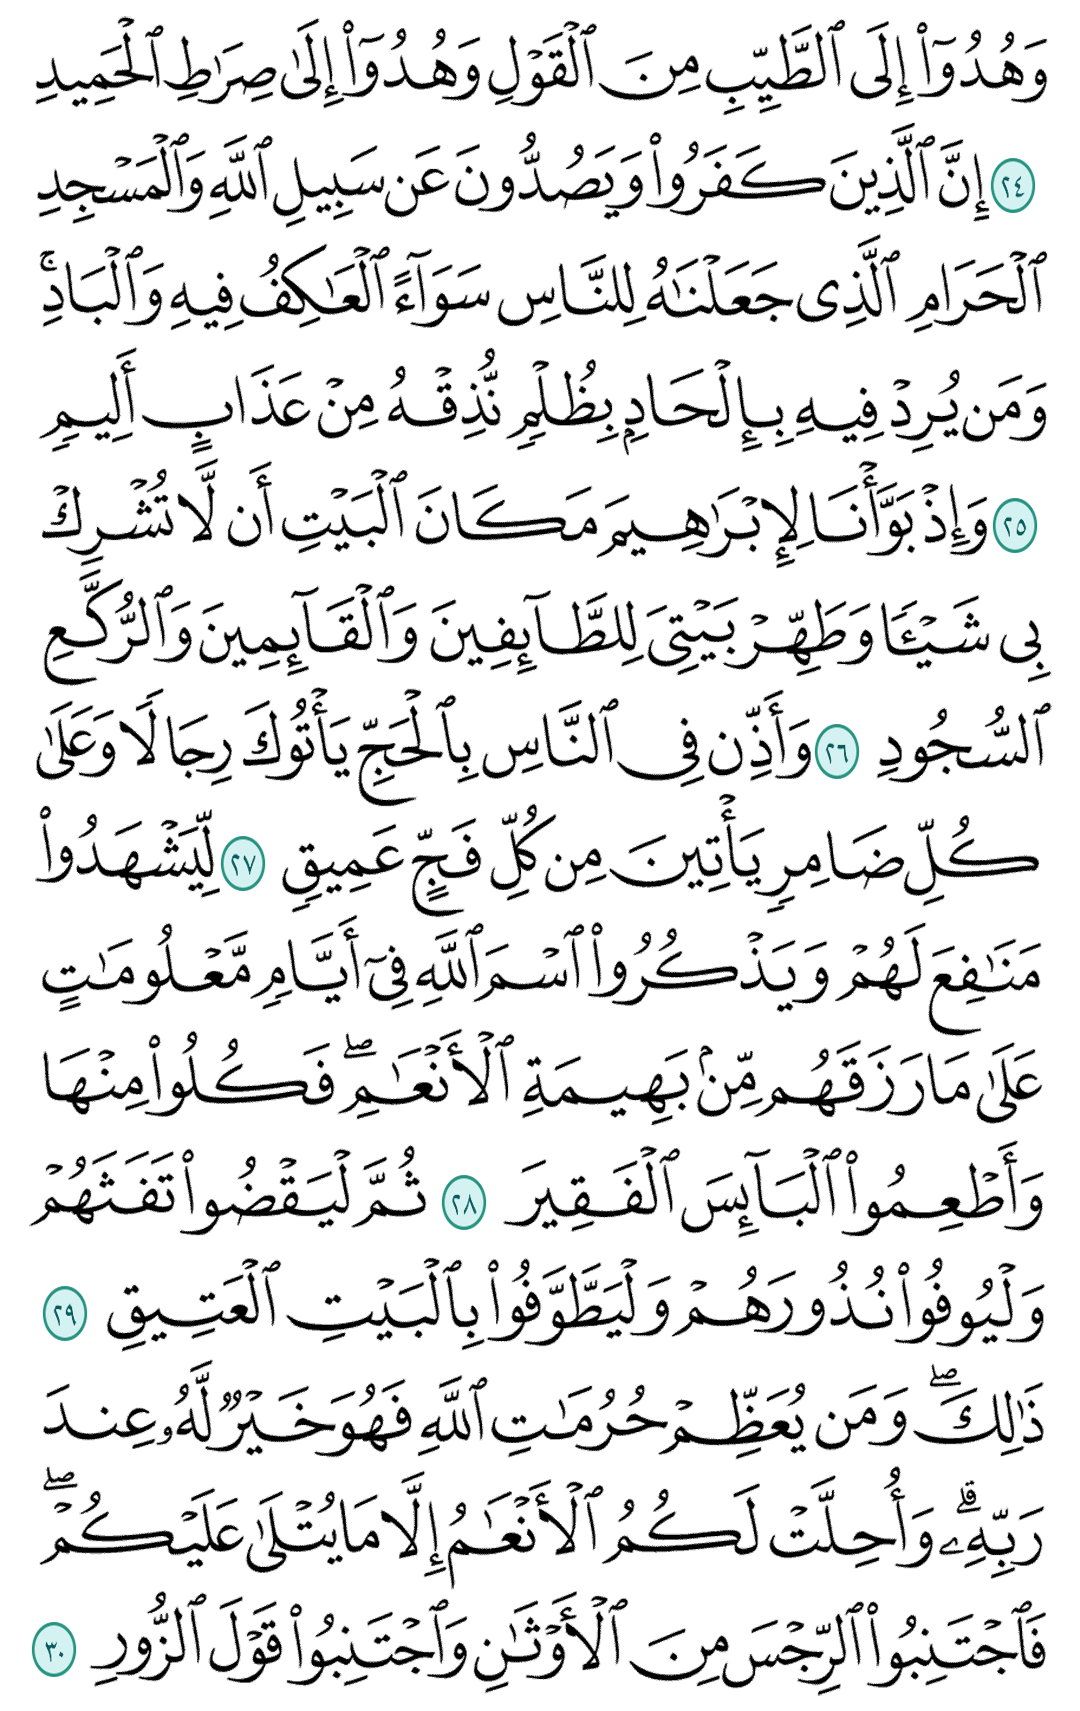 وَهُدُوٓا۟ إِلَى ٱلطَّيِّبِ مِنَ ٱلْقَوْلِ وَهُدُوٓا۟ إِلَىٰ صِرَٰطِ ٱلْحَمِيدِ
٢٤ إِنَّ ٱلَّذِينَ كَفَرُوا۟ وَيَصُدُّونَ عَن سَبِيلِ ٱللَّهِ وَٱلْمَسْجِدِ
ٱلْحَرَامِ ٱلَّذِى جَعَلْنَٰهُ لِلنَّاسِ سَوَآءً ٱلْعَٰكِفُ فِيهِ وَٱلْبَادِ ۚ
وَمَن يُرِدْ فِيهِ بِإِلْحَادٍۭ بِظُلْمٍ نُّذِقْهُ مِنْ عَذَابٍ أَلِيمٍ
٢٥ وَإِذْ بَوَّأْنَا لِإِبْرَٰهِيمَ مَكَانَ ٱلْبَيْتِ أَن لَّا تُشْرِكْ
بِى شَيْـًٔا وَطَهِّرْ بَيْتِىَ لِلطَّآئِفِينَ وَٱلْقَآئِمِينَ وَٱلرُّكَّعِ
ٱلسُّجُودِ ٢٦ وَأَذِّن فِى ٱلنَّاسِ بِٱلْحَجِّ يَأْتُوكَ رِجَالًا وَعَلَىٰ
كُلِّ ضَامِرٍ يَأْتِينَ مِن كُلِّ فَجٍّ عَمِيقٍ ٢٧ لِّيَشْهَدُوا۟
مَنَٰفِعَ لَهُمْ وَيَذْكُرُوا۟ ٱسْمَ ٱللَّهِ فِىٓ أَيَّامٍ مَّعْلُومَٰتٍ
عَلَىٰ مَا رَزَقَهُم مِّنۢ بَهِيمَةِ ٱلْأَنْعَٰمِ ۖ فَكُلُوا۟ مِنْهَا
وَأَطْعِمُوا۟ ٱلْبَآئِسَ ٱلْفَقِيرَ ٢٨ ثُمَّ لْيَقْضُوا۟ تَفَثَهُمْ
وَلْيُوفُوا۟ نُذُورَهُمْ وَلْيَطَّوَّفُوا۟ بِٱلْبَيْتِ ٱلْعَتِيقِ ٢٩
ذَٰلِكَ ۖ وَمَن يُعَظِّمْ حُرُمَٰتِ ٱللَّهِ فَهُوَ خَيْرٌ لَّهُۥ عِندَ
رَبِّهِۦ ۗ وَأُحِلَّتْ لَكُمُ ٱلْأَنْعَٰمُ إِلَّا مَا يُتْلَىٰ عَلَيْكُمْ ۖ
فَٱجْتَنِبُوا۟ ٱلرِّجْسَ مِنَ ٱلْأَوْثَٰنِ وَٱجْتَنِبُوا۟ قَوْلَ ٱلزُّورِ ٣٠